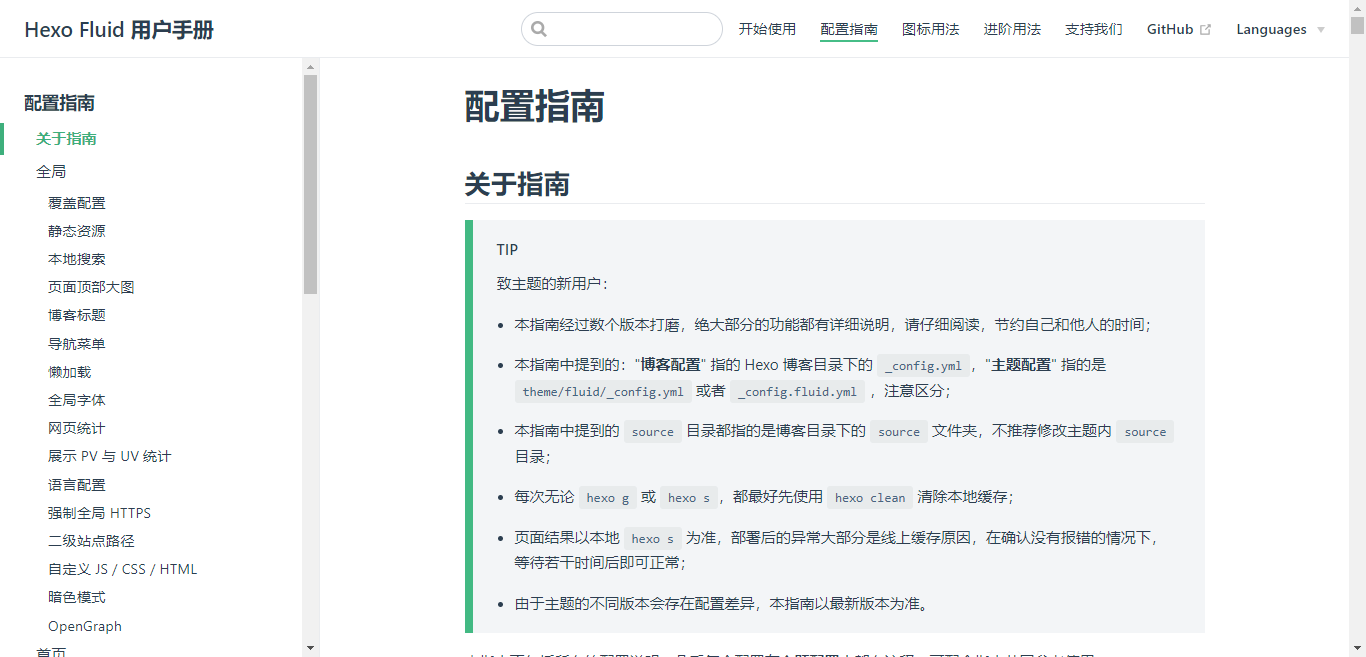 Hexo Fluid 用户手册
开始使用
配置指南
图标用法
进阶用法
支持我们
GitHub
Languages
配置指南
关于指南
全局
覆盖配置
静态资源
本地搜索
页面顶部大图
博客标题
导航菜单
懒加载
全局字体
网页统计
展示 PV 与 UV 统计
语言配置
强制全局 HTTPS
二级站点路径
自定义 JS / CSS / HTML
暗色模式
OpenGraph
首页
配置指南
关于指南
TIP
致主题的新用户：
本指南经过数个版本打磨，绝大部分的功能都有详细说明，请仔细阅读，节约自己和他人的时间；
本指南中提到的："博客配置" 指的 Hexo 博客目录下的 _config.yml，"主题配置" 指的是
theme/fluid/_config.yml 或者 _config.fluid.yml ，注意区分；
本指南中提到的 source 目录都指的是博客目录下的 source 文件夹，不推荐修改主题内 source
目录；
每次无论 hexo g 或 hexo s，都最好先使用 hexo clean 清除本地缓存；
页面结果以本地 hexo s 为准，部署后的异常大部分是线上缓存原因，在确认没有报错的情况下，
等待若干时间后即可正常；
由于主题的不同版本会存在配置差异，本指南以最新版本为准。